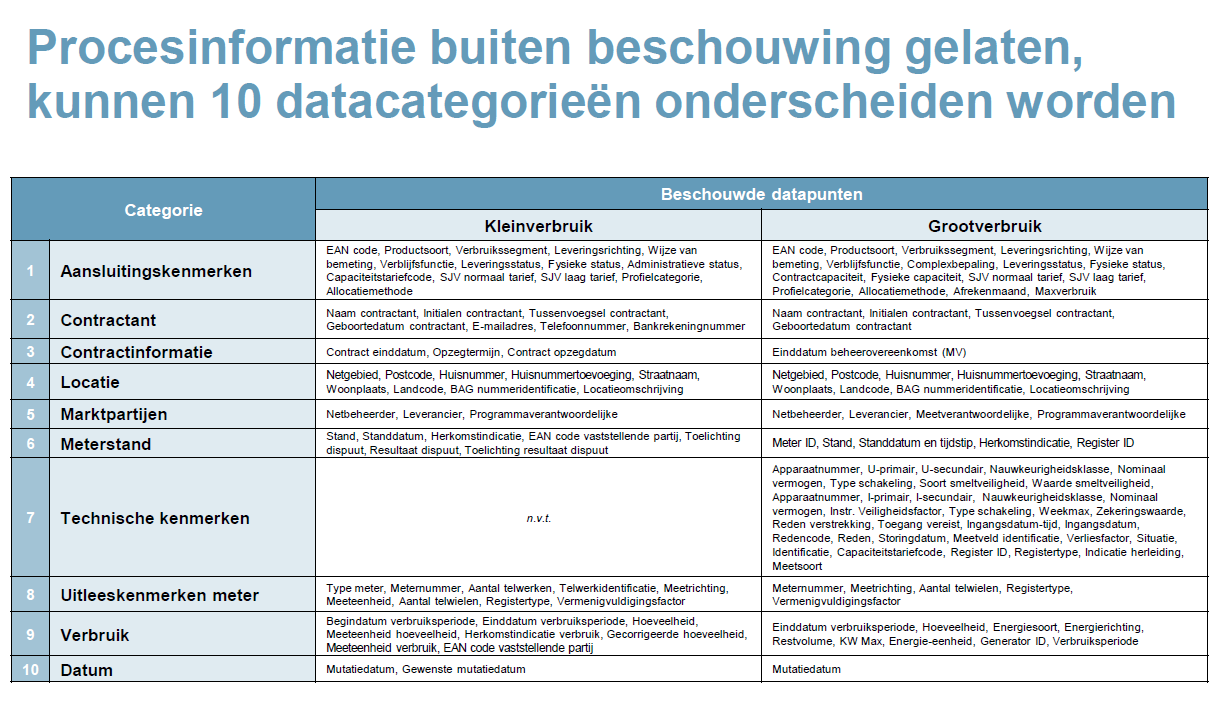 Procesinformatie buiten beschouwing gelaten,
kunnen 10 datacategorieën onderscheiden worden
Categorie
Beschouwde datapunten
Kleinverbruik
Grootverbruik
1
Aansluitingskenmerken
EAN code, Productsoort, Verbruikssegment, Leveringsrichting, Wijze van
bemeting, Verblijfsfunctie, Leveringsstatus, Fysieke status, Administratieve status,
Capaciteitstariefcode, SJV normaal tarief, SJV laag tarief, Profielcategorie,
Allocatiemethode
EAN code, Productsoort, Verbruikssegment, Leveringsrichting, Wijze van
bemeting, Verblijfsfunctie, Complexbepaling, Leveringsstatus, Fysieke status,
Contractcapaciteit, Fysieke capaciteit, SJV normaal tarief, SJV laag tarief,
Profielcategorie, Allocatiemethode, Afrekenmaand, Maxverbruik
2
Contractant
Naam contractant, Initialen contractant, Tussenvoegsel contractant,
Geboortedatum contractant, E-mailadres, Telefoonnummer, Bankrekeningnummer
Naam contractant, Initialen contractant, Tussenvoegsel contractant,
Geboortedatum contractant
3
Contractinformatie
Contract einddatum, Opzegtermijn, Contract opzegdatum
Einddatum beheerovereenkomst (MV)
4
Locatie
Netgebied, Postcode, Huisnummer, Huisnummertoevoeging, Straatnaam,
Woonplaats, Landcode, BAG nummeridentificatie, Locatieomschrijving
Netgebied, Postcode, Huisnummer, Huisnummertoevoeging, Straatnaam,
Woonplaats, Landcode, BAG nummeridentificatie, Locatieomschrijving
5
Marktpartijen
Netbeheerder, Leverancier, Programmaverantwoordelijke
Netbeheerder, Leverancier, Meetverantwoordelijke, Programmaverantwoordelijke
6
Meterstand
Stand, Standdatum, Herkomstindicatie, EAN code vaststellende partij, Toelichting
dispuut, Resultaat dispuut, Toelichting resultaat dispuut
Meter ID, Stand, Standdatum en tijdstip, Herkomstindicatie, Register ID
7
Technische kenmerken
n.v.t.
Apparaatnummer, U-primair, U-secundair, Nauwkeurigheidsklasse, Nominaal
vermogen, Type schakeling, Soort smeltveiligheid, Waarde smeltveiligheid,
Apparaatnummer, I-primair, I-secundair, Nauwkeurigheidsklasse, Nominaal
vermogen, Instr. Veiligheidsfactor, Type schakeling, Weekmax, Zekeringswaarde,
Reden verstrekking, Toegang vereist, Ingangsdatum-tijd, Ingangsdatum,
Redencode, Reden, Storingdatum, Meetveld identificatie, Verliesfactor, Situatie,
Identificatie, Capaciteitstariefcode, Register ID, Registertype, Indicatie herleiding,
Meetsoort
8
Uitleeskenmerken meter
Type meter, Meternummer, Aantal telwerken, Telwerkidentificatie, Meetrichting,
Meeteenheid, Aantal telwielen, Registertype, Vermenigvuldigingsfactor
Meternummer, Meetrichting, Aantal telwielen, Registertype,
Vermenigvuldigingsfactor
9
Verbruik
Begindatum verbruiksperiode, Einddatum verbruiksperiode, Hoeveelheid,
Meeteenheid hoeveelheid, Herkomstindicatie verbruik, Gecorrigeerde hoeveelheid,
Meeteenheid verbruik, EAN code vaststellende partij
Einddatum verbruiksperiode, Hoeveelheid, Energiesoort, Energierichting,
Restvolume, KW Max, Energie-eenheid, Generator ID, Verbruiksperiode
10
Datum
Mutatiedatum, Gewenste mutatiedatum
Mutatiedatum